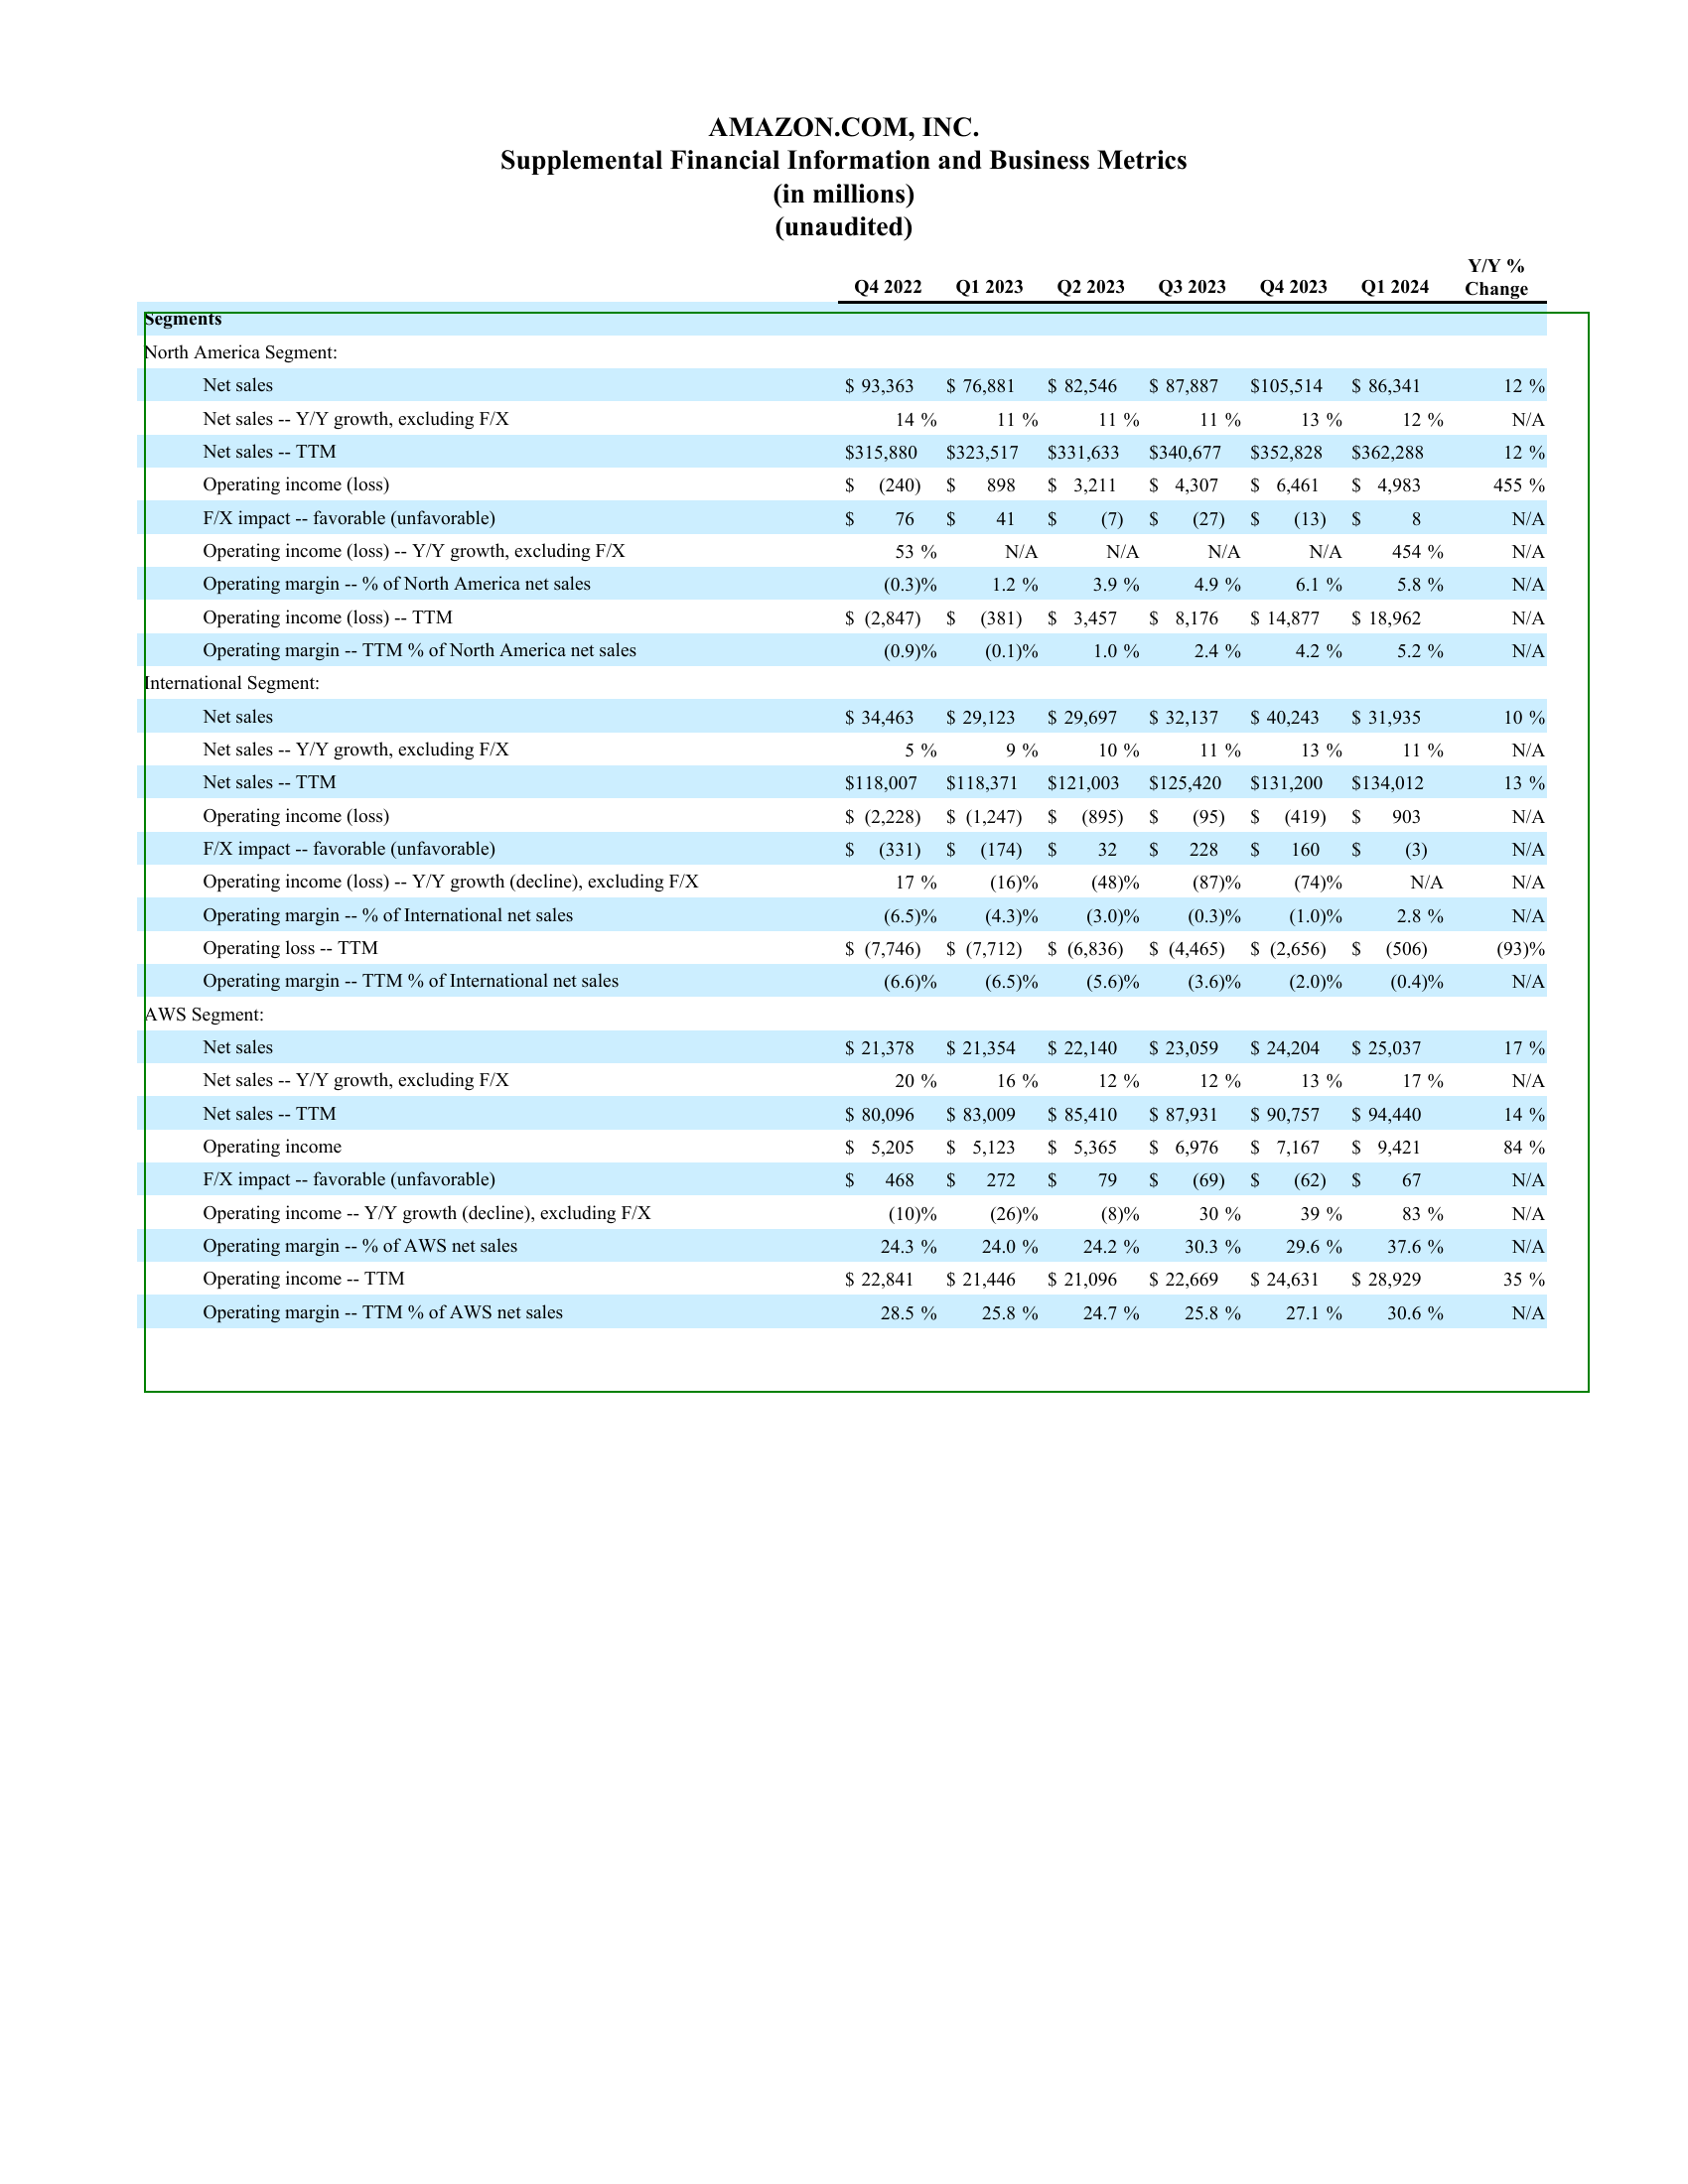 AMAZON.COM, INC.
Supplemental Financial Information and Business Metrics
(in millions)
(unaudited)
Q4 2022 Q1 2023 Q2 2023 Q3 2023 Q4 2023 Q1 2024 Y/Y % Change
Segments
North America Segment:
Net sales $ 93,363 $ 76,881 $ 82,546 $ 87,887 $105,514 $ 86,341 12 %
Net sales -- Y/Y growth, excluding F/X 14 % 11 % 11 % 11 % 13 % 12 % N/A
Net sales -- TTM $315,880 $323,517 $331,633 $340,677 $352,828 $362,288 12 %
Operating income (loss) $ (240) $ 898 $ 3,211 $ 4,307 $ 6,461 $ 4,983 455 %
F/X impact -- favorable (unfavorable) $ 76 $ 41 $ (7) $ (27) $ (13) $ 8 N/A
Operating income (loss) -- Y/Y growth, excluding F/X 53 % N/A N/A N/A N/A 454 % N/A
Operating margin -- % of North America net sales (0.3)% 1.2 % 3.9 % 4.9 % 6.1 % 5.8 % N/A
Operating income (loss) -- TTM $ (2,847) $ (381) $ 3,457 $ 8,176 $ 14,877 $ 18,962 N/A
Operating margin -- TTM % of North America net sales (0.9)% (0.1)% 1.0 % 2.4 % 4.2 % 5.2 % N/A
International Segment:
Net sales $ 34,463 $ 29,123 $ 29,697 $ 32,137 $ 40,243 $ 31,935 10 %
Net sales -- Y/Y growth, excluding F/X 5 % 9 % 10 % 11 % 13 % 11 % N/A
Net sales -- TTM $118,007 $118,371 $121,003 $125,420 $131,200 $134,012 13 %
Operating income (loss) $ (2,228) $ (1,247) $ (895) $ (95) $ (419) $ 903 N/A
F/X impact -- favorable (unfavorable) $ (331) $ (174) $ 32 $ 228 $ 160 $ (3) N/A
Operating income (loss) -- Y/Y growth (decline), excluding F/X 17 % (16)% (48)% (87)% (74)% N/A N/A
Operating margin -- % of International net sales (6.5)% (4.3)% (3.0)% (0.3)% (1.0)% 2.8 % N/A
Operating loss -- TTM $ (7,746) $ (7,712) $ (6,836) $ (4,465) $ (2,656) $ (506) (93)%
Operating margin -- TTM % of International net sales (6.6)% (6.5)% (5.6)% (3.6)% (2.0)% (0.4)% N/A
AWS Segment:
Net sales $ 21,378 $ 21,354 $ 22,140 $ 23,059 $ 24,204 $ 25,037 17 %
Net sales -- Y/Y growth, excluding F/X 20 % 16 % 12 % 12 % 13 % 17 % N/A
Net sales -- TTM $ 80,096 $ 83,009 $ 85,410 $ 87,931 $ 90,757 $ 94,440 14 %
Operating income $ 5,205 $ 5,123 $ 5,365 $ 6,976 $ 7,167 $ 9,421 84 %
F/X impact -- favorable (unfavorable) $ 468 $ 272 $ 79 $ (69) $ (62) $ 67 N/A
Operating income -- Y/Y growth (decline), excluding F/X (10)% (26)% (8)% 30 % 39 % 83 % N/A
Operating margin -- % of AWS net sales 24.3 % 24.0 % 24.2 % 30.3 % 29.6 % 37.6 % N/A
Operating income -- TTM $ 22,841 $ 21,446 $ 21,096 $ 22,669 $ 24,631 $ 28,929 35 %
Operating margin -- TTM % of AWS net sales 28.5 % 25.8 % 24.7 % 25.8 % 27.1 % 30.6 % N/A